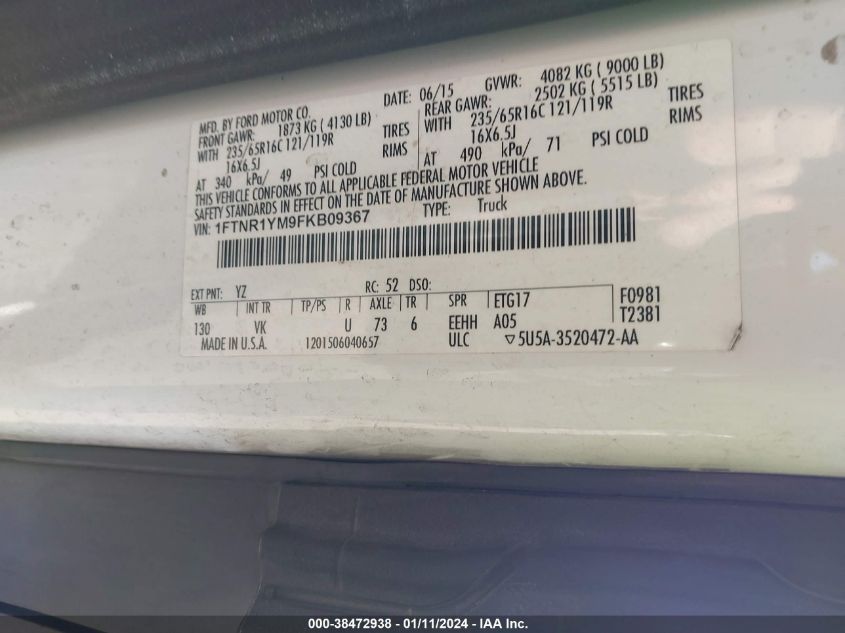 MFD. BY FORD MOTOR CO. DATE: 06/15 GVWR: 4082 KG ( 9000 LB)
FRONT GAWR: 1873 KG ( 4130 LB) REAR GAWR: 2502 KG ( 5515 LB)
WITH 235/65R16C 121/119R TIRES WITH 235/65R16C 121/119R TIRES
16X6.5J RIMS 16X6.5J RIMS
AT 340 kPa/ 49 PSI COLD AT 490 kPa/ 71 PSI COLD
THIS VEHICLE CONFORMS TO ALL APPLICABLE FEDERAL MOTOR VEHICLE
SAFETY STANDARDS IN EFFECT ON THE DATE OF MANUFACTURE SHOWN ABOVE.
VIN: 1FTNR1YM9FKB09367 TYPE: Truck
EXT PNT: YZ RC: 52 DSO:
WB INT TR TP/PS R AXLE TR SPR ETG17 F0981
130 VK U 73 6 EEHH A05 T2381
MADE IN U.S.A. 1201506040657 ULC ▽5U5A-3520472-AA
000-38472938 - 01/11/2024 - IAA Inc.